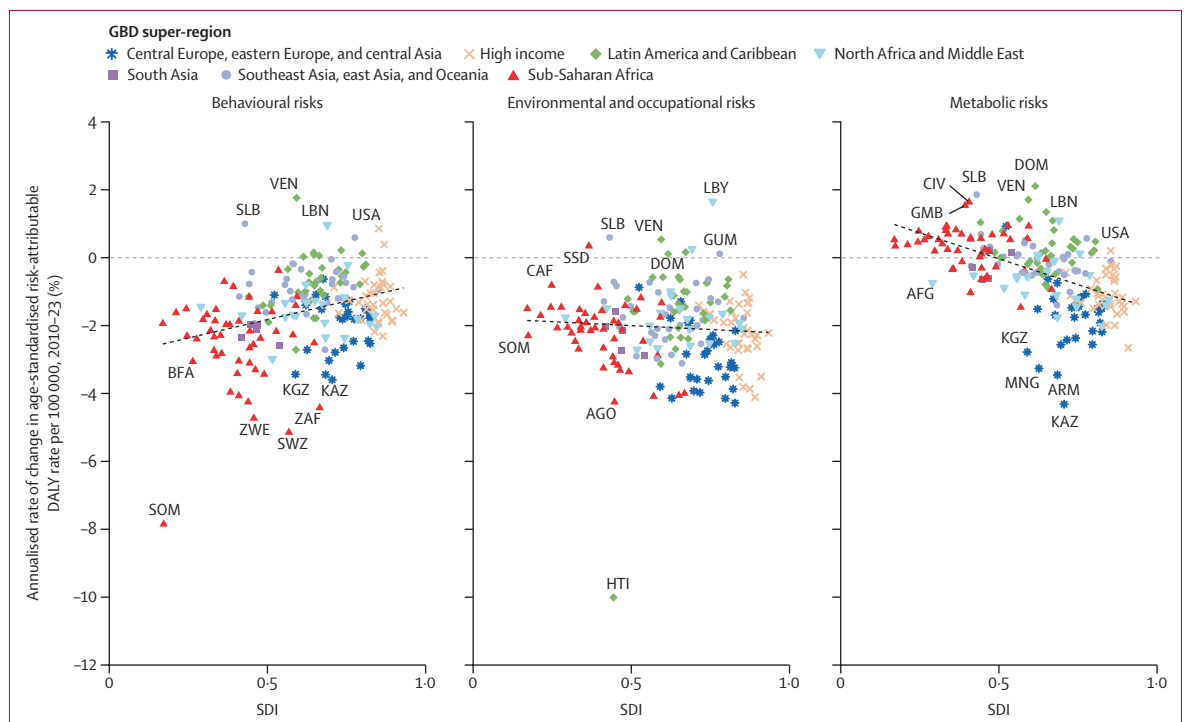 GBD super-region
Central Europe, eastern Europe, and central Asia High income Latin America and Caribbean North Africa and Middle East
South Asia Southeast Asia, east Asia, and Oceania Sub-Saharan Africa
Behavioural risks
Environmental and occupational risks
Metabolic risks
Annualised rate of change in age-standardised risk-attributable
DALY rate per 100 000, 2010–23 (%)
4
2
0
–2
–4
–6
–8
–10
–12
VEN
SLB
LBN
USA
BFA
KGZ
KAZ
ZAF
ZWE
SWZ
SOM
0
0·5
1·0
SDI
LBY
SLB
VEN
SSD
GUM
CAF
DOM
SOM
AGO
HTI
0
0·5
1·0
SDI
DOM
SLB
CIV
VEN
GMB
LBN
USA
AFG
KGZ
MNG
ARM
KAZ
0
0·5
1·0
SDI